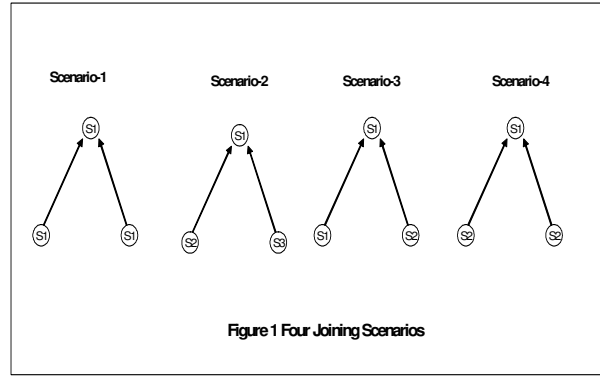 Scenario-1
Scenario-2
Scenario-3
Scenario-4
S1
S1
S1
S1
S1
S1
S2
S3
S1
S2
S2
S2
Figure 1 Four Joining Scenarios